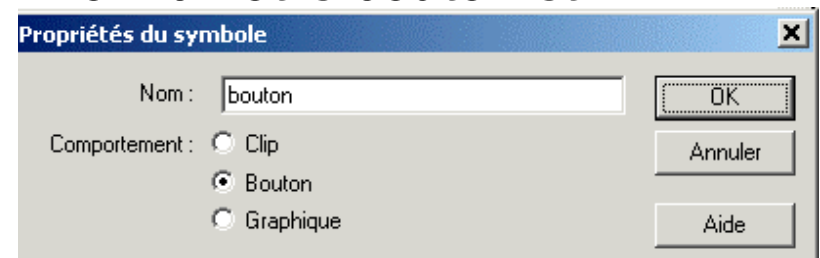 Propriétés du symbole
Nom : bouton OK
Comportement : Clip Annuler
Bouton
Graphique Aide